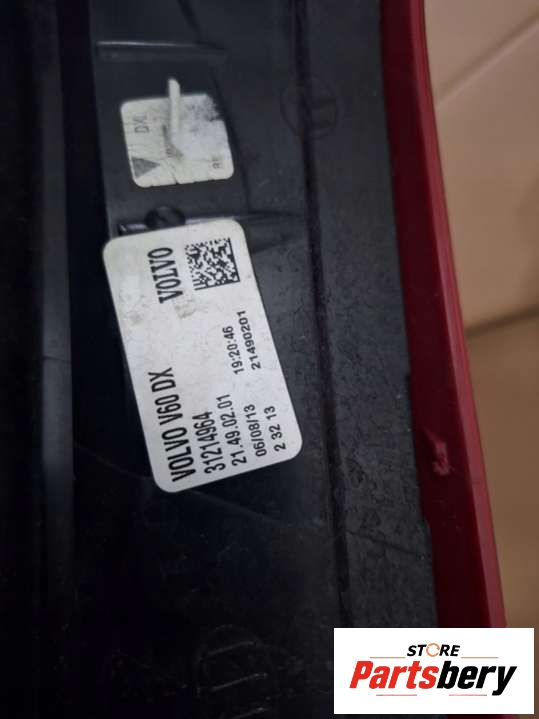 DX
VOLVO V60 DX
VOLVO
31214964
21.49.02.01
19:20:46
06/08/13
21490201
2 32 13
STORE
Partsbery